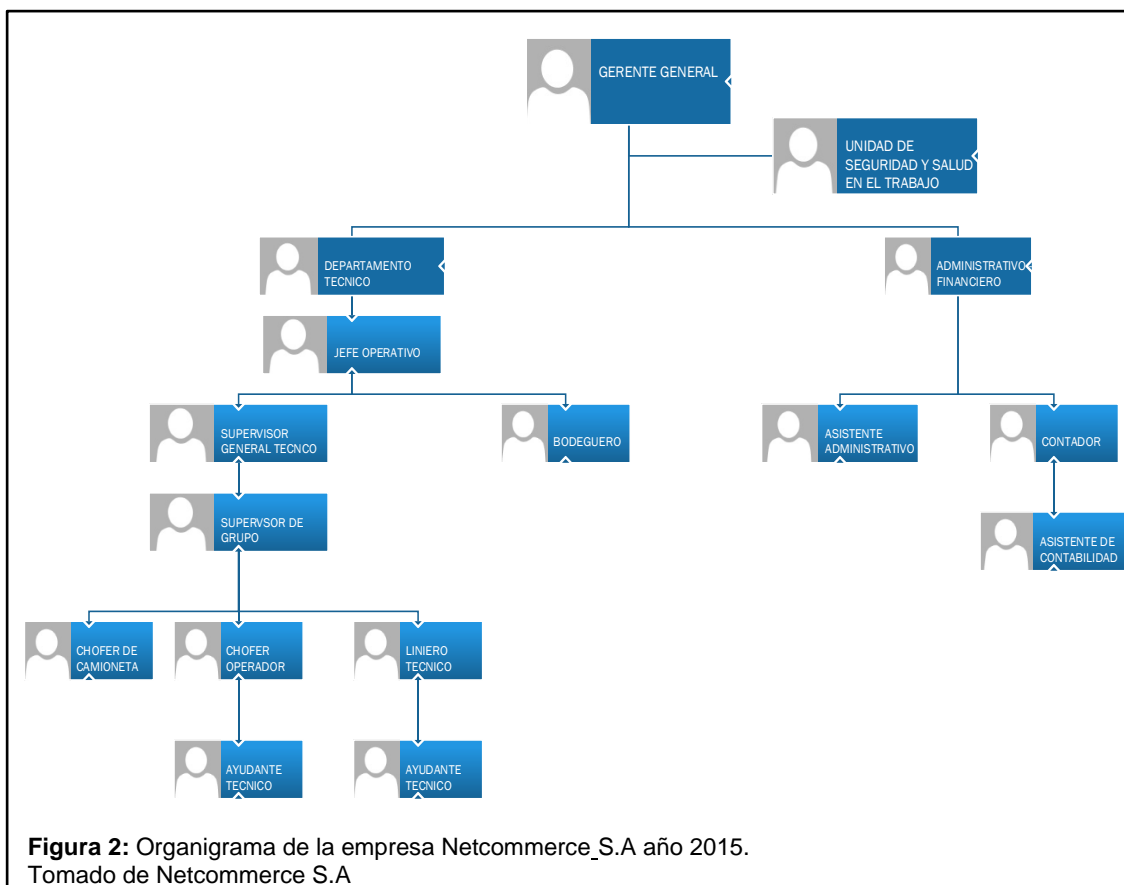 GERENTE GENERAL
UNIDAD DE
SEGURIDAD Y SALUD
EN EL TRABAJO
DEPARTAMENTO
TECNICO
ADMINISTRATIVO
FINANCIERO
JEFE OPERATIVO
SUPERVISOR
GENERAL TECNCO
BODEGUERO
ASISTENTE
ADMINISTRATIVO
CONTADOR
SUPERVSOR DE
GRUPO
ASISTENTE DE
CONTABILIDAD
CHOFER DE
CAMIONETA
CHOFER
OPERADOR
LINIERO
TECNICO
AYUDANTE
TECNICO
AYUDANTE
TECNICO
Figura 2: Organigrama de la empresa Netcommerce S.A año 2015.
Tomado de Netcommerce S.A